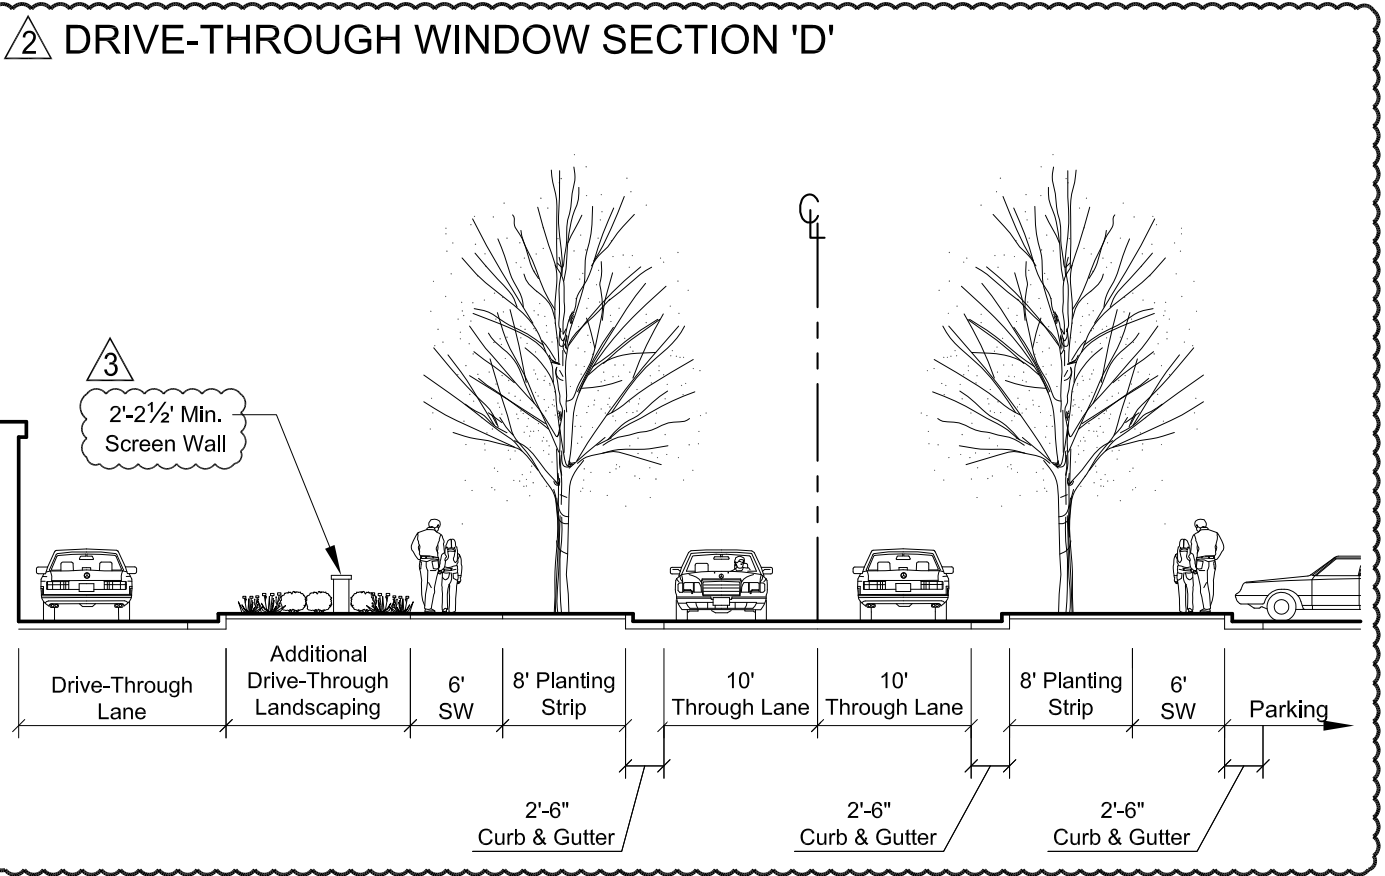 2 DRIVE-THROUGH WINDOW SECTION 'D'
CL
3
2'-2½' Min.
Screen Wall
Drive-Through
Lane
Additional
Drive-Through
Landscaping
6'
SW
8' Planting
Strip
10'
Through Lane
10'
Through Lane
8' Planting
Strip
6'
SW
Parking
2'-6"
Curb & Gutter
2'-6"
Curb & Gutter
2'-6"
Curb & Gutter